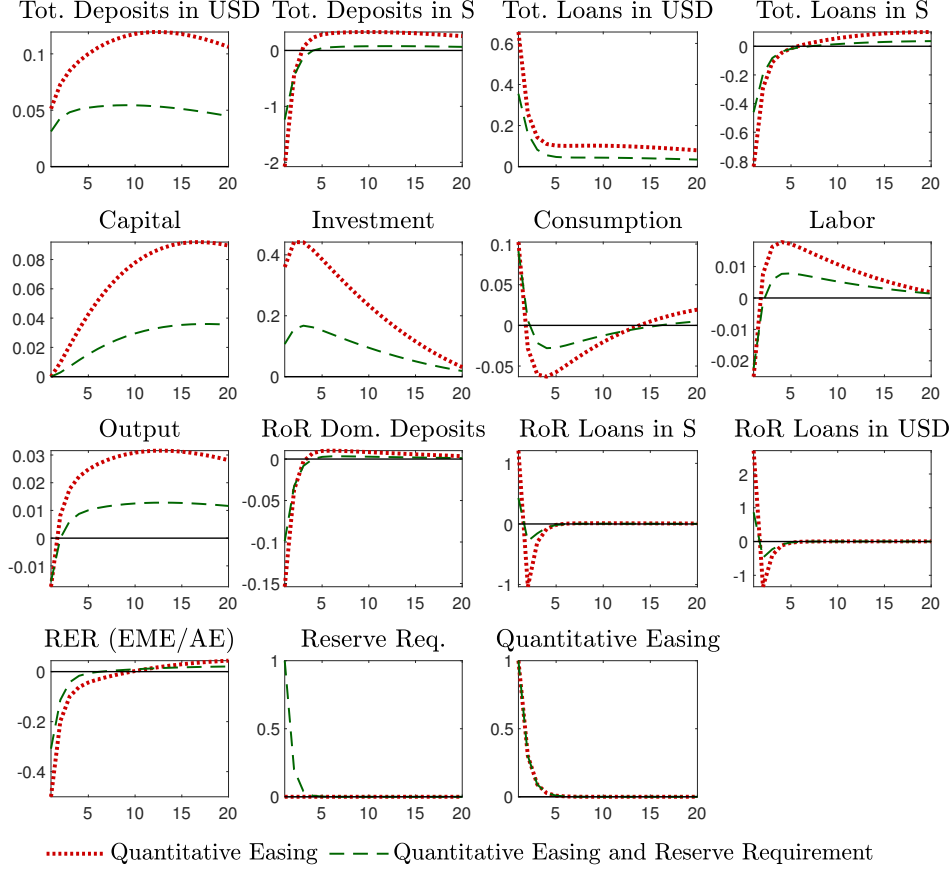 Tot. Deposits in USD Tot. Deposits in S Tot. Loans in USD Tot. Loans in S
0.1
0.05
0
5 10 15 20
0
-1
-2
5 10 15 20
0.6
0.4
0.2
0
5 10 15 20
0
-0.2
-0.4
-0.6
-0.8
5 10 15 20
Capital Investment Consumption Labor
0.08
0.06
0.04
0.02
0
5 10 15 20
0.4
0.2
0
5 10 15 20
0.1
0.05
0
-0.05
5 10 15 20
0.01
0
-0.01
-0.02
5 10 15 20
Output RoR Dom. Deposits RoR Loans in S RoR Loans in USD
0.03
0.02
0.01
0
-0.01
5 10 15 20
0
-0.05
-0.1
-0.15
5 10 15 20
1
0
-1
5 10 15 20
2
1
0
-1
5 10 15 20
RER (EME/AE) Reserve Req. Quantitative Easing
0
-0.2
-0.4
5 10 15 20
1
0.5
0
5 10 15 20
1
0.5
0
5 10 15 20
Quantitative Easing Quantitative Easing and Reserve Requirement